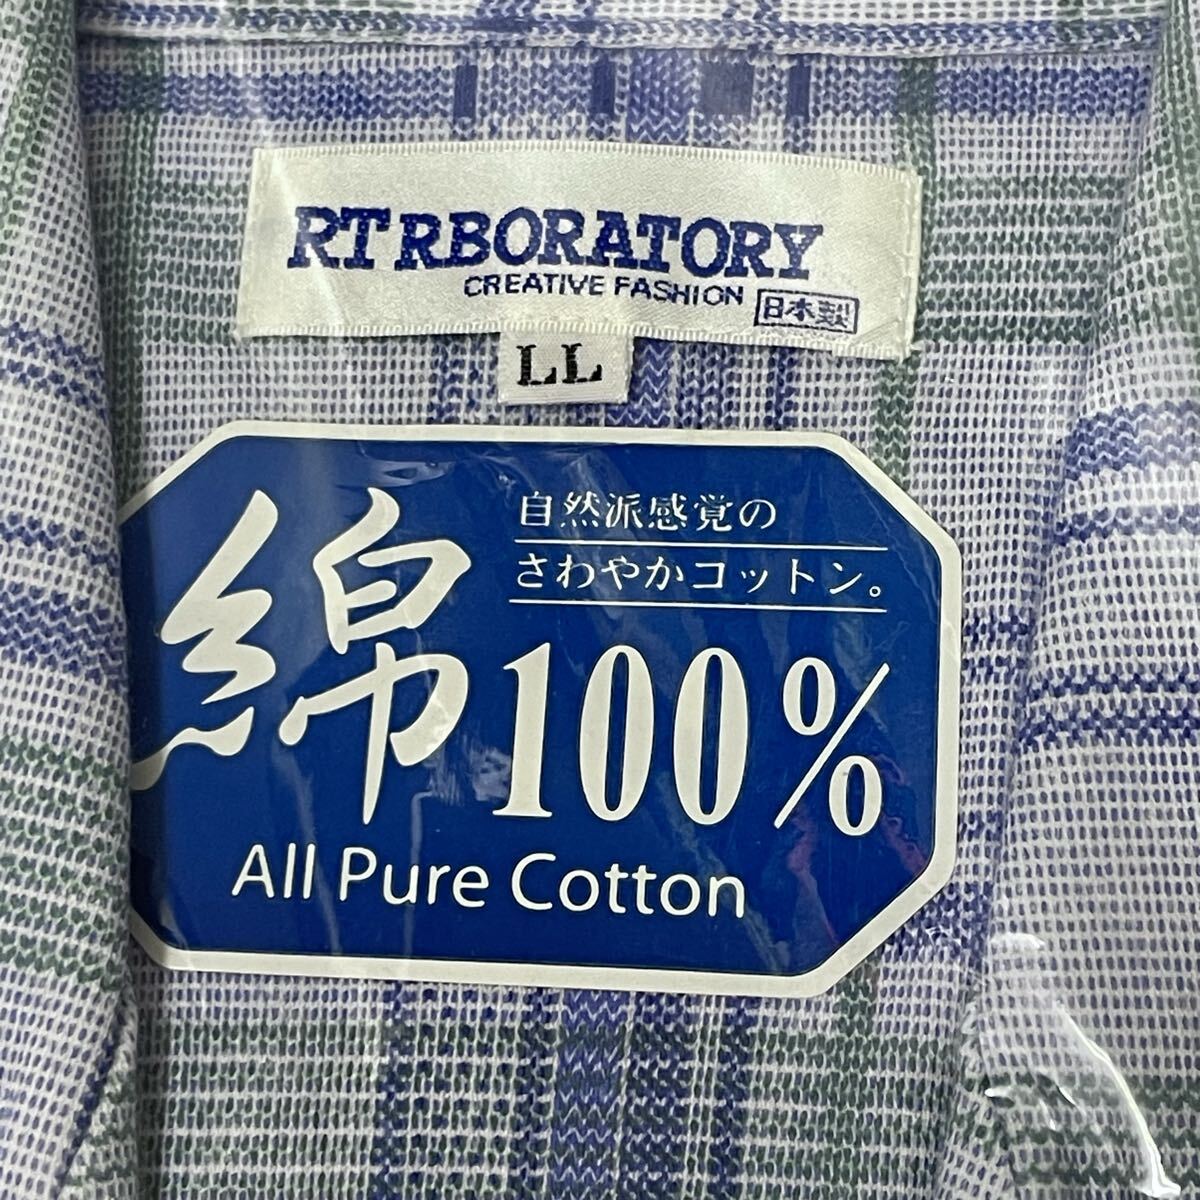 RT RBORATORY
CREATIVE FASHION 日本製
LL
自然派感覚の
さわやかコットン。
綿100%
All Pure Cotton